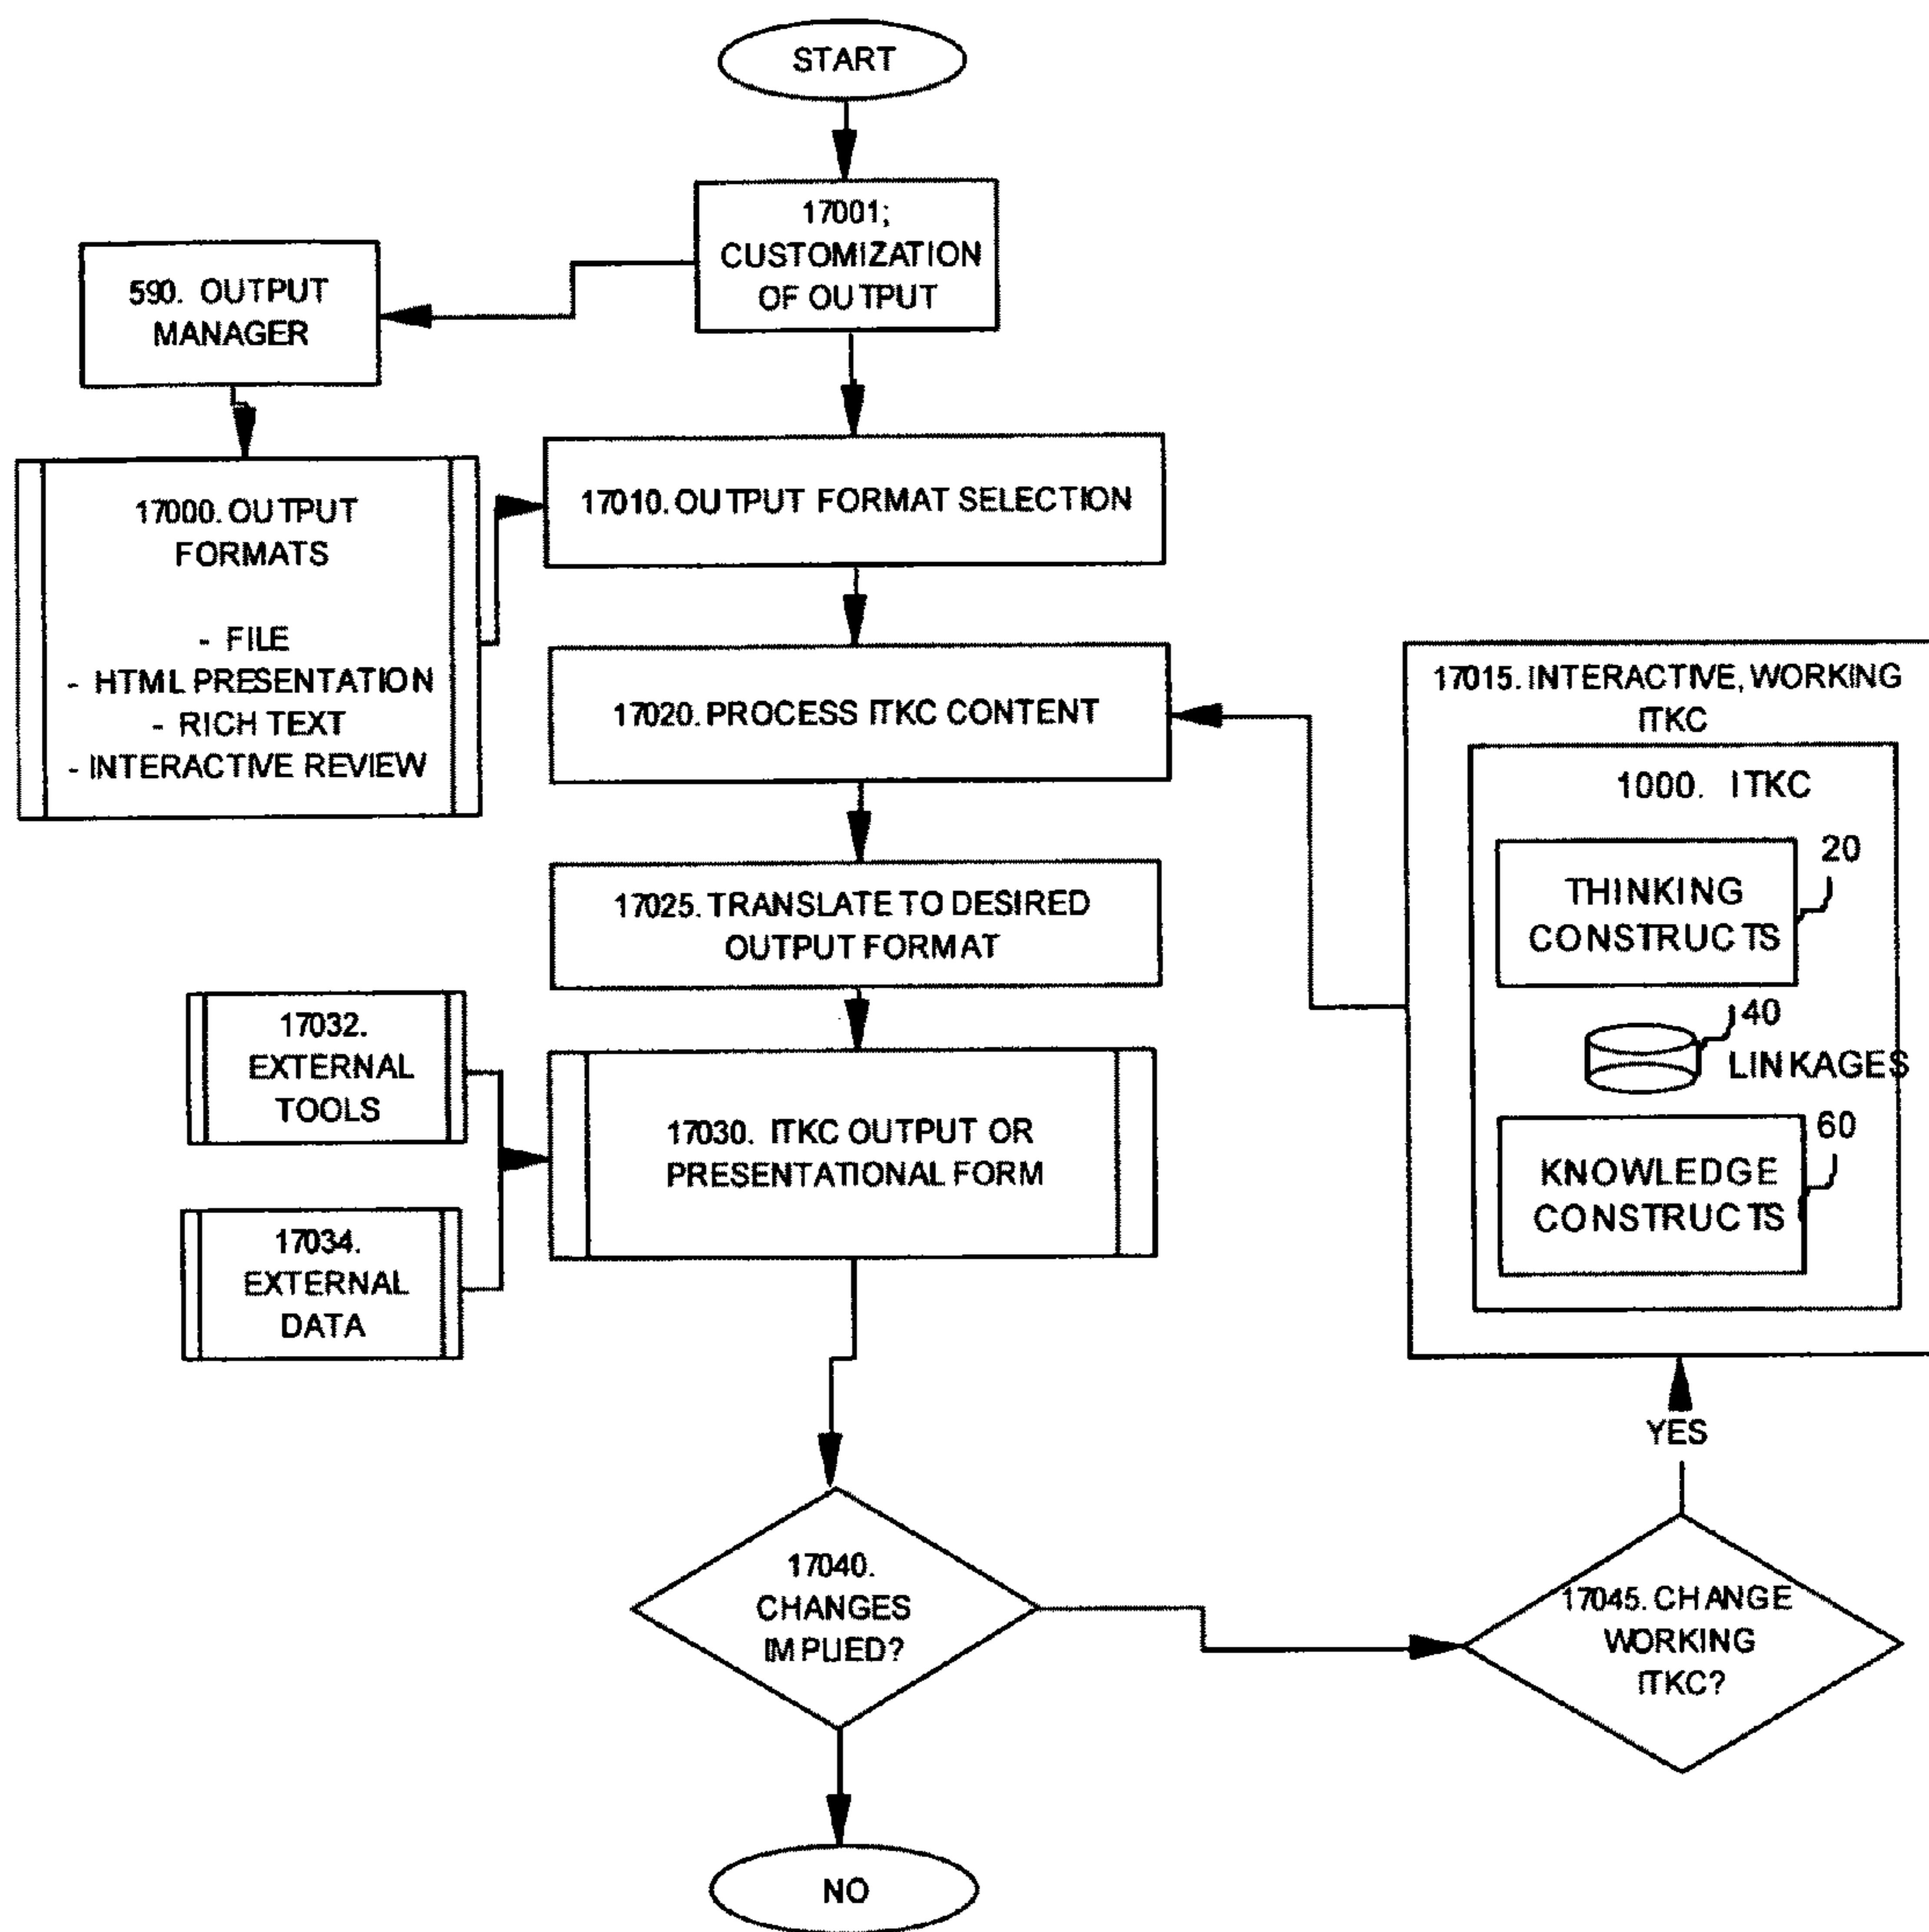 START
17001;
CUSTOMIZATION
OF OUTPUT
590. OUTPUT
MANAGER
17000. OUTPUT
FORMATS
- FILE
- HTML PRESENTATION
- RICH TEXT
- INTERACTIVE REVIEW
17010. OUTPUT FORMAT SELECTION
17020. PROCESS ITKC CONTENT
17015. INTERACTIVE, WORKING
ITKC
1000. ITKC
20
THINKING
CONSTRUCTS
40
LINKAGES
60
KNOWLEDGE
CONSTRUCTS
17025. TRANSLATE TO DESIRED
OUTPUT FORMAT
17032.
EXTERNAL
TOOLS
17030. ITKC OUTPUT OR
PRESENTATIONAL FORM
17034.
EXTERNAL
DATA
YES
17040.
CHANGES
IMPLIED?
17045. CHANGE
WORKING
ITKC?
NO